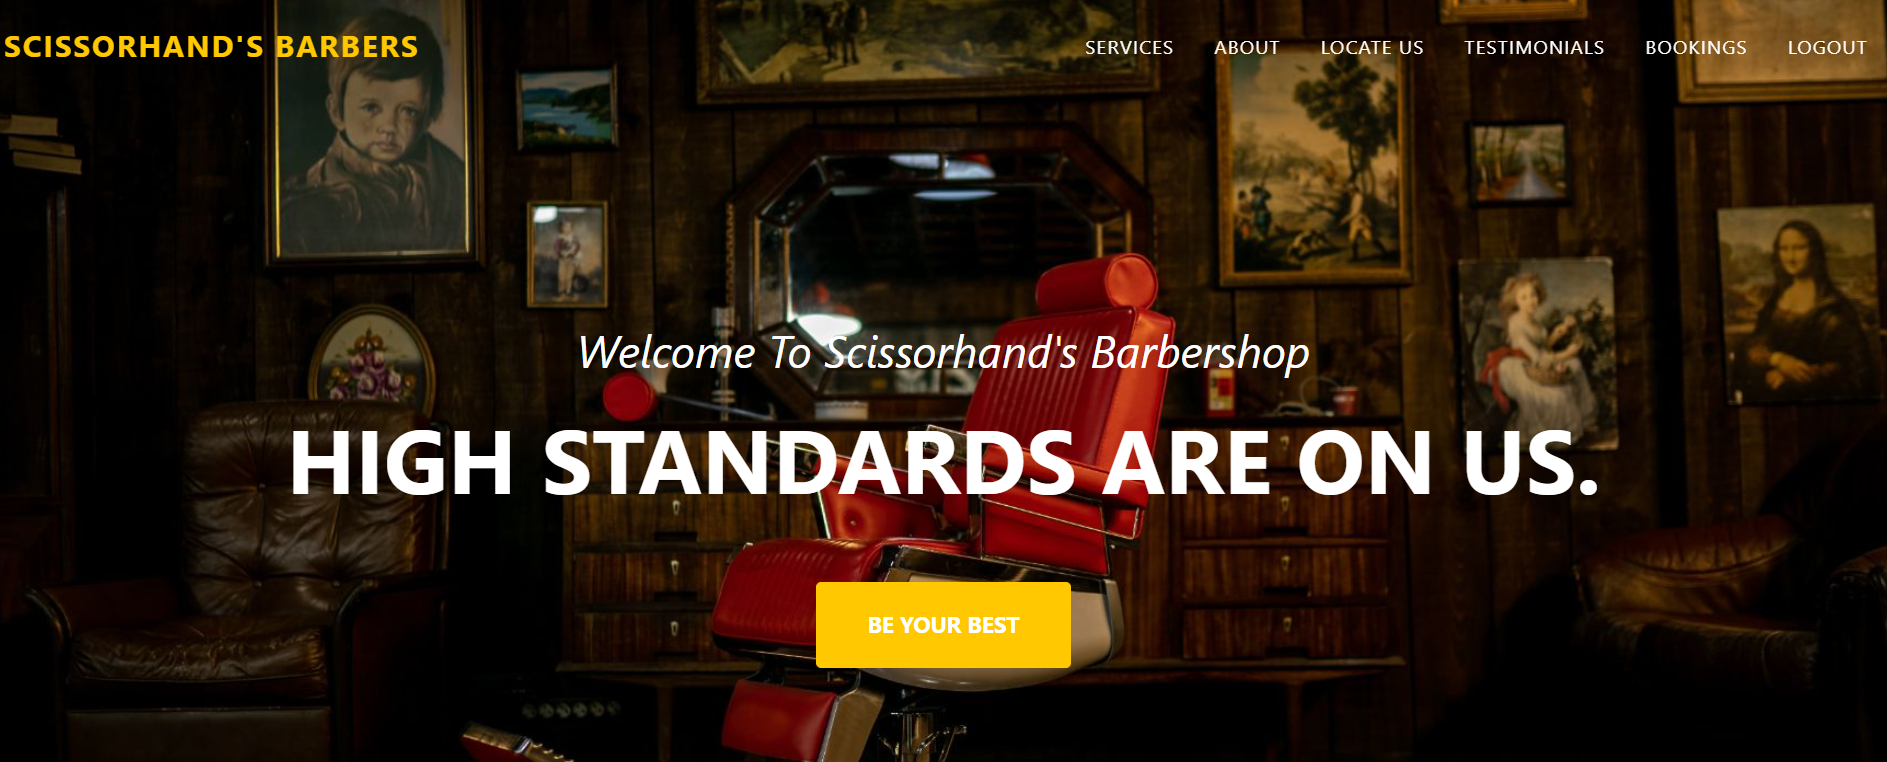 SCISSORHAND'S BARBERS
SERVICES ABOUT LOCATE US TESTIMONIALS BOOKINGS LOGOUT
Welcome To Scissorhand's Barbershop
HIGH STANDARDS ARE ON US.
BE YOUR BEST